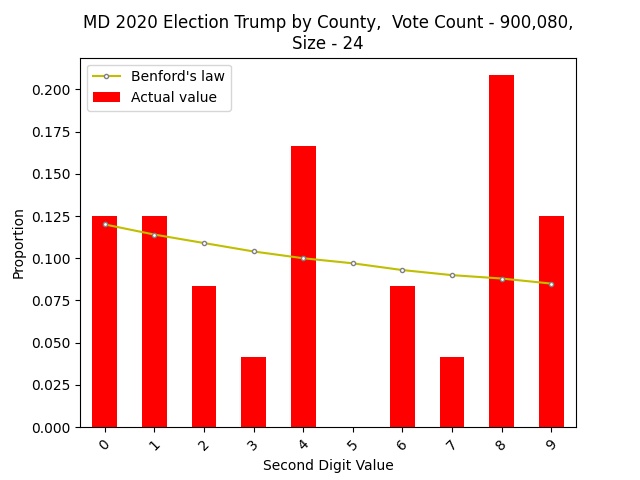 MD 2020 Election Trump by County,  Vote Count - 900,080,
Size - 24
Benford's law
Actual value
0.200
0.175
0.150
0.125
0.100
0.075
0.050
0.025
0.000
Proportion
0 1 2 3 4 5 6 7 8 9
Second Digit Value